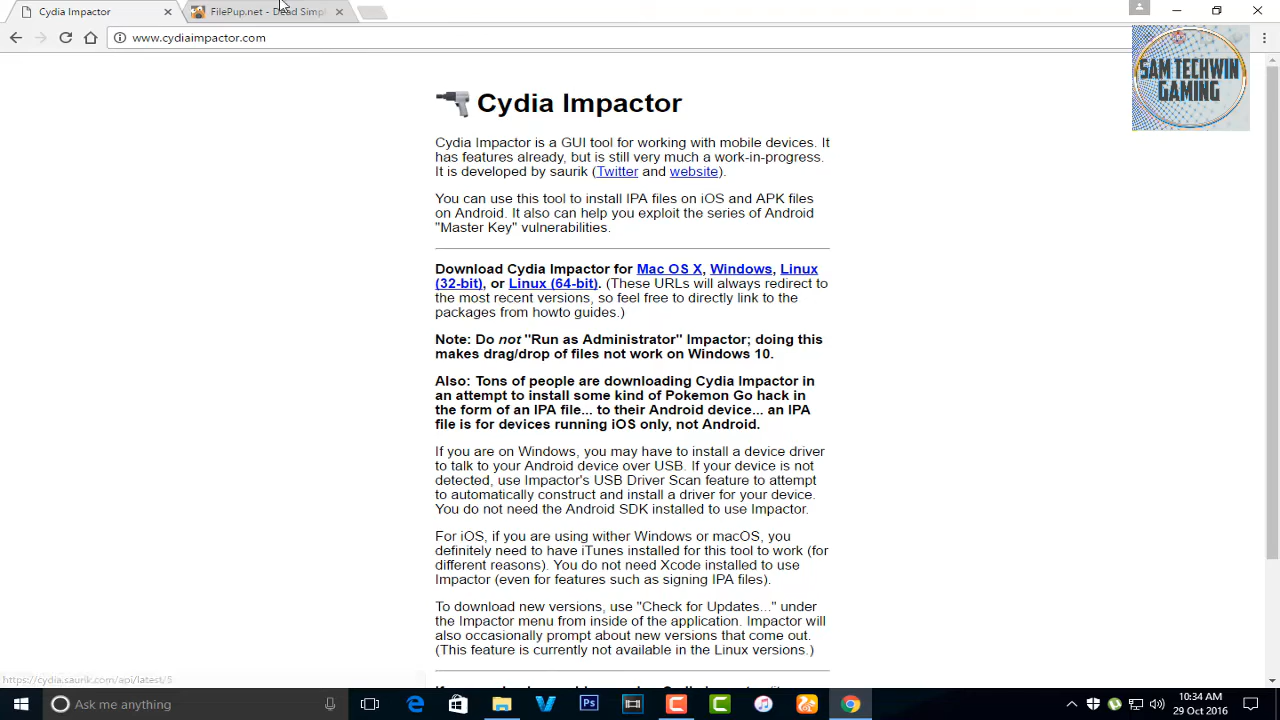 Cydia Impactor
FilePup.net - Dead Simpl
www.cydiaimpactor.com
SAM TECHWIN
GAMING
Cydia Impactor
Cydia Impactor is a GUI tool for working with mobile devices. It
has features already, but is still very much a work-in-progress.
It is developed by saurik (Twitter and website).
You can use this tool to install IPA files on iOS and APK files
on Android. It also can help you exploit the series of Android
"Master Key" vulnerabilities.
Download Cydia Impactor for Mac OS X, Windows, Linux
(32-bit), or Linux (64-bit). (These URLs will always redirect to
the most recent versions, so feel free to directly link to the
packages from howto guides.)
Note: Do not "Run as Administrator" Impactor; doing this
makes drag/drop of files not work on Windows 10.
Also: Tons of people are downloading Cydia Impactor in
an attempt to install some kind of Pokemon Go hack in
the form of an IPA file... to their Android device... an IPA
file is for devices running iOS only, not Android.
If you are on Windows, you may have to install a device driver
to talk to your Android device over USB. If your device is not
detected, use Impactor's USB Driver Scan feature to attempt
to automatically construct and install a driver for your device.
You do not need the Android SDK installed to use Impactor.
For iOS, if you are using wither Windows or macOS, you
definitely need to have iTunes installed for this tool to work (for
different reasons). You do not need Xcode installed to use
Impactor (even for features such as signing IPA files).
To download new versions, use "Check for Updates..." under
the Impactor menu from inside of the application. Impactor will
also occasionally prompt about new versions that come out.
(This feature is currently not available in the Linux versions.)
https://cydia.saurik.com/api/latest/5
Ask me anything
Ps
10:34 AM
29 Oct 2016